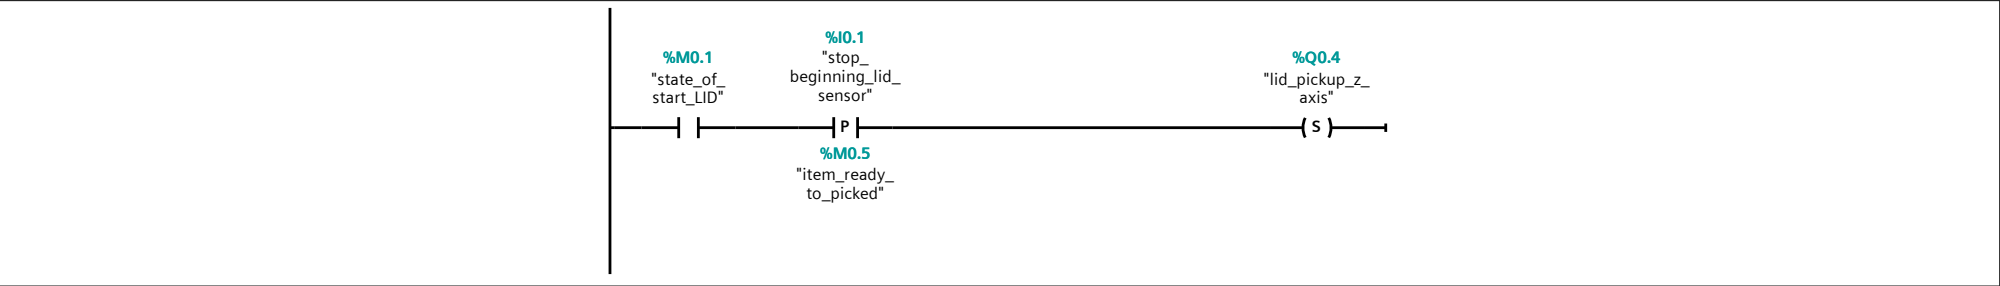 %M0.1
"state_of_
start_LID"
%I0.1
"stop_
beginning_lid_
sensor"
P
%M0.5
"item_ready_
to_picked"
%Q0.4
"lid_pickup_z_
axis"
S